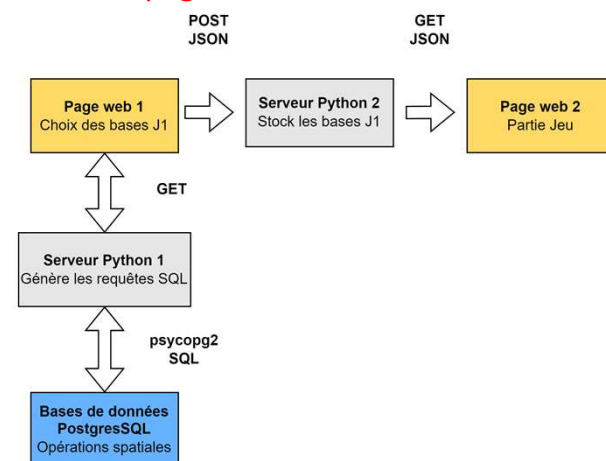 POST
JSON
GET
JSON
Page web 1
Choix des bases J1
Serveur Python 2
Stock les bases J1
Page web 2
Partie Jeu
GET
Serveur Python 1
Génère les requêtes SQL
psycopg2
SQL
Bases de données
PostgresSQL
Opérations spatiales